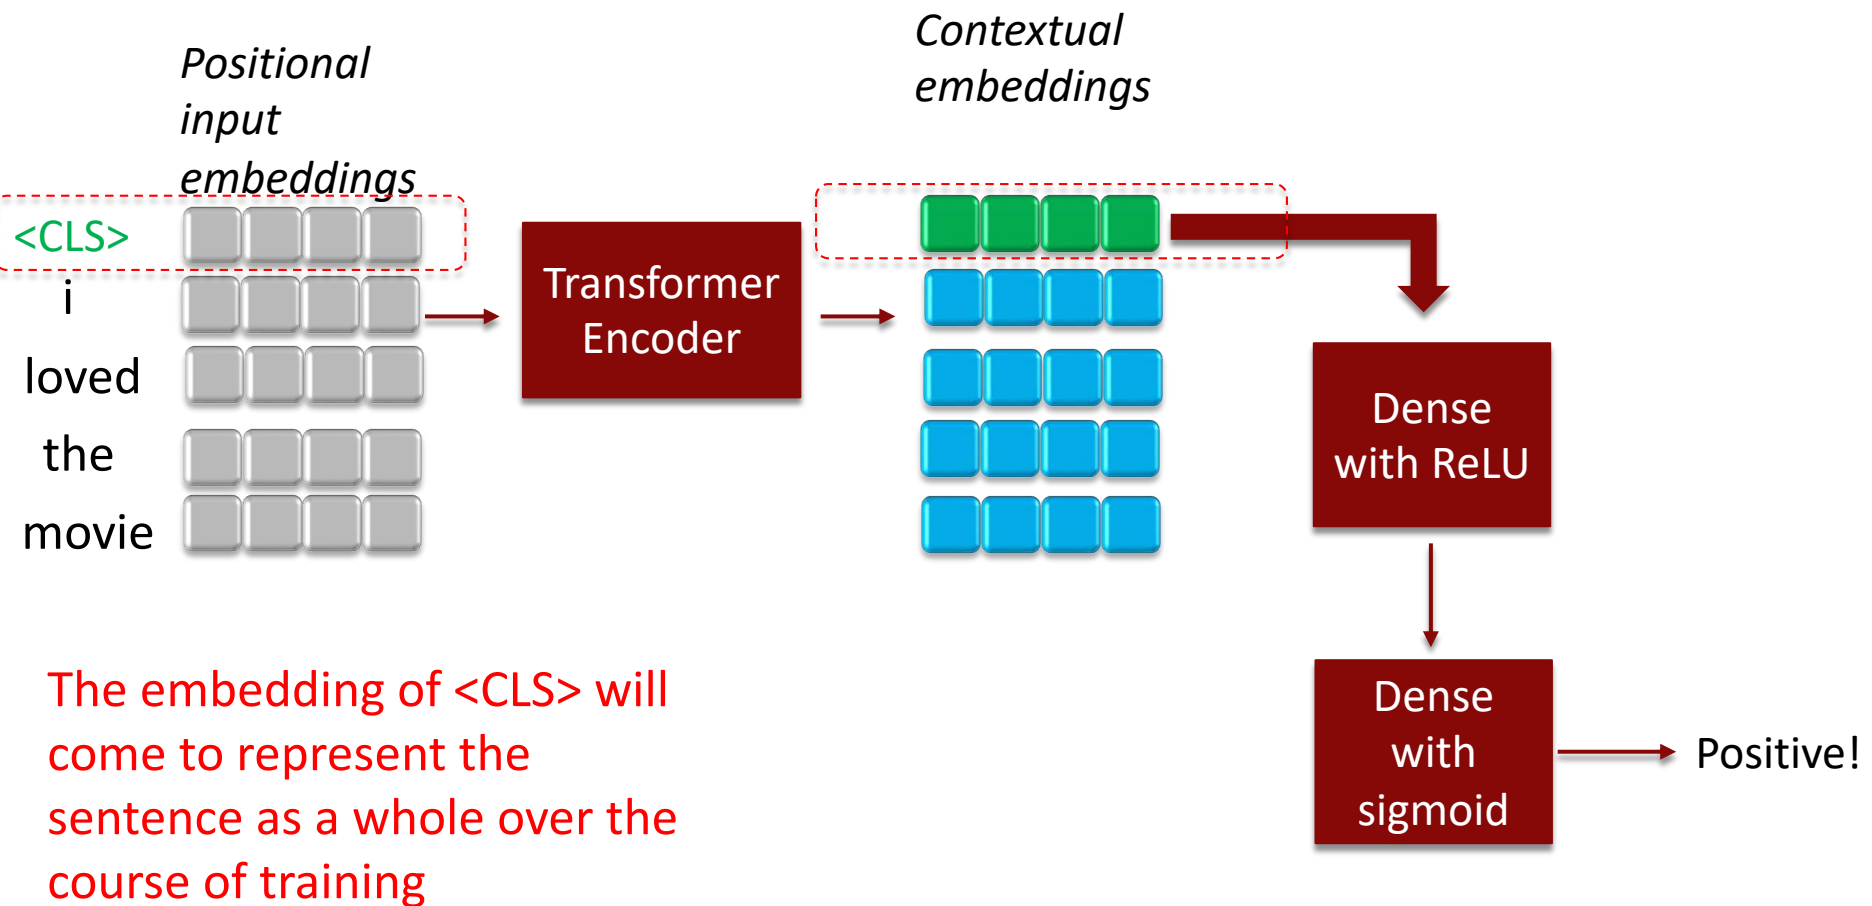 Positional
input
embeddings
Contextual
embeddings
<CLS>
i
loved
the
movie
Transformer
Encoder
Dense
with ReLU
Dense
with
sigmoid
Positive!
The embedding of <CLS> will
come to represent the
sentence as a whole over the
course of training